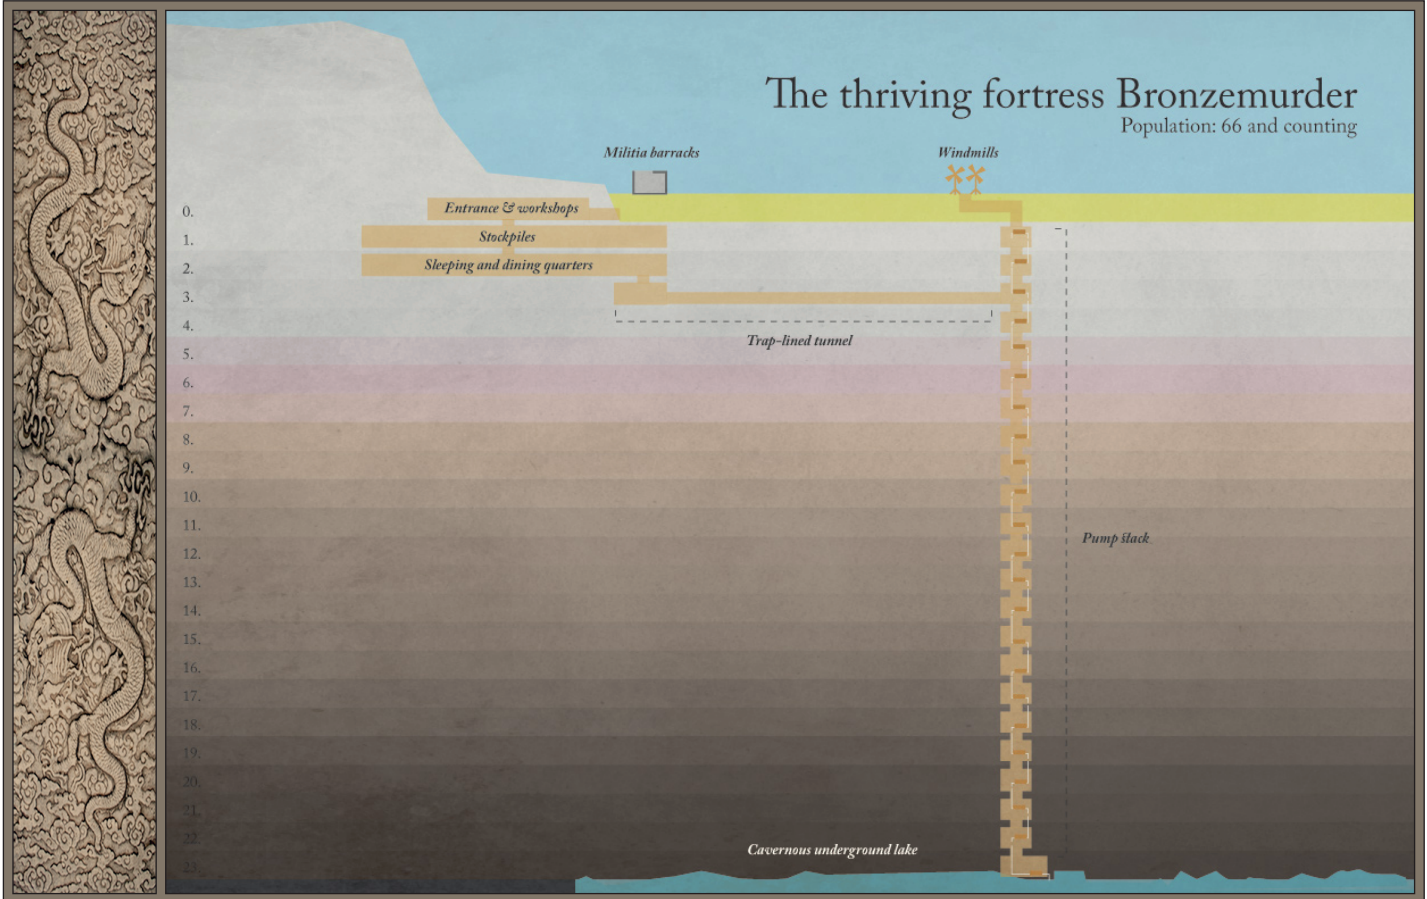 The thriving fortress Bronzemurder
Population: 66 and counting
Militia barracks
Windmills
0.
Entrance & workshops
1.
Stockpiles
2.
Sleeping and dining quarters
3.
4.
Trap-lined tunnel
5.
6.
7.
8.
9.
10.
11.
12.
Pump stack
13.
14.
15.
16.
17.
18.
19.
20.
21.
22.
Cavernous underground lake
23.